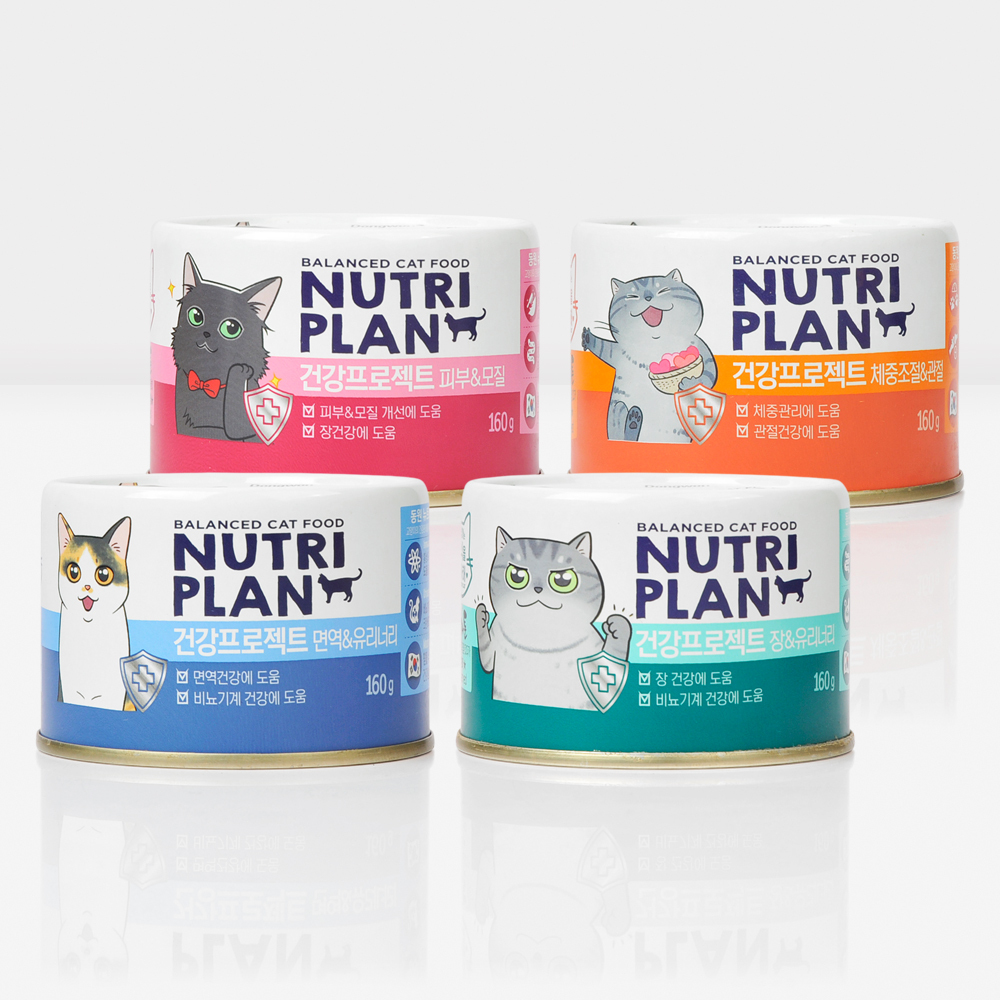 BALANCED CAT FOOD
NUTRI
PLAN
건강프로젝트 피부&모질
피부&모질 개선에 도움
장건강에 도움
160g
BALANCED CAT FOOD
NUTRI
PLAN
건강프로젝트 체중조절&관절
체중관리에 도움
관절건강에 도움
160g
BALANCED CAT FOOD
NUTRI
PLAN
건강프로젝트 면역&유리너리
면역건강에 도움
비뇨기계 건강에 도움
160g
BALANCED CAT FOOD
NUTRI
PLAN
건강프로젝트 장&유리너리
장 건강에 도움
비뇨기계 건강에 도움
160g